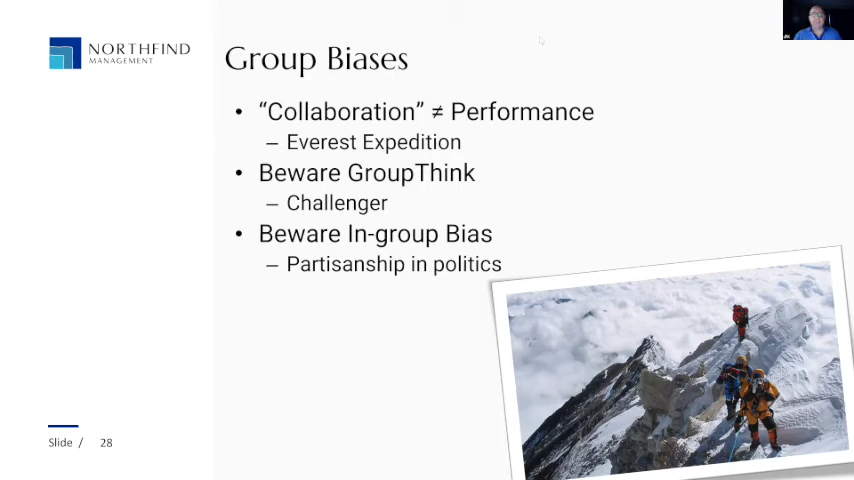 NORTHFIND
MANAGEMENT
Group Biases
• “Collaboration” ≠ Performance
– Everest Expedition
• Beware GroupThink
– Challenger
• Beware In-group Bias
– Partisanship in politics
Slide / 28